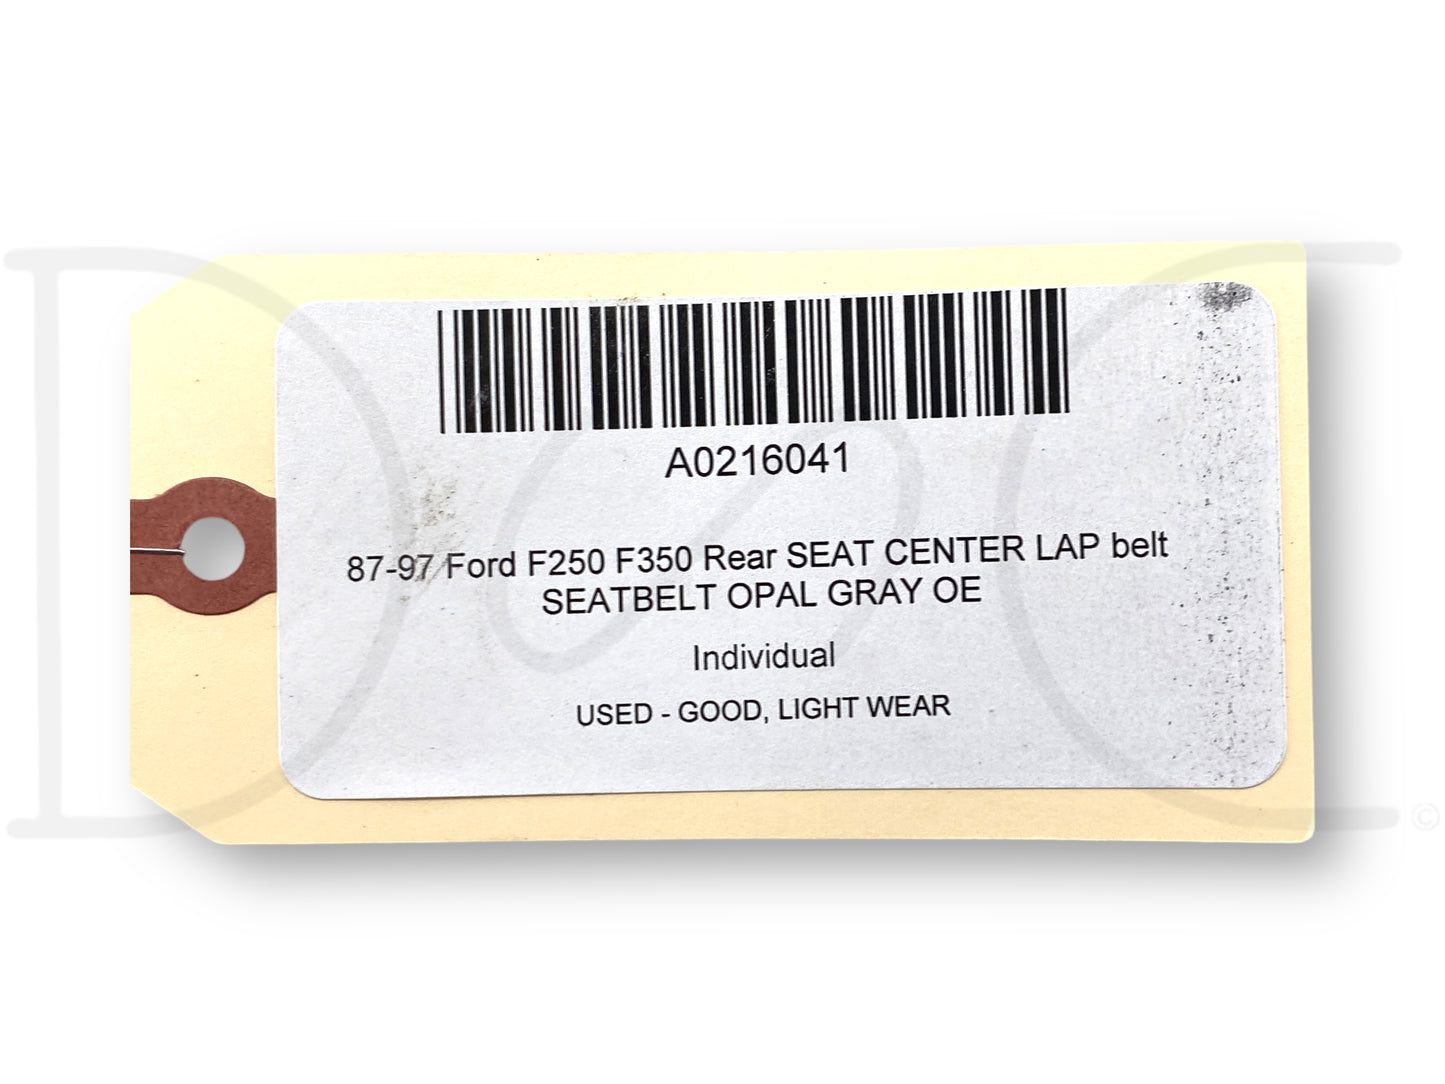 A0216041
87-97 Ford F250 F350 Rear SEAT CENTER LAP belt
SEATBELT OPAL GRAY OE
Individual
USED - GOOD, LIGHT WEAR
©